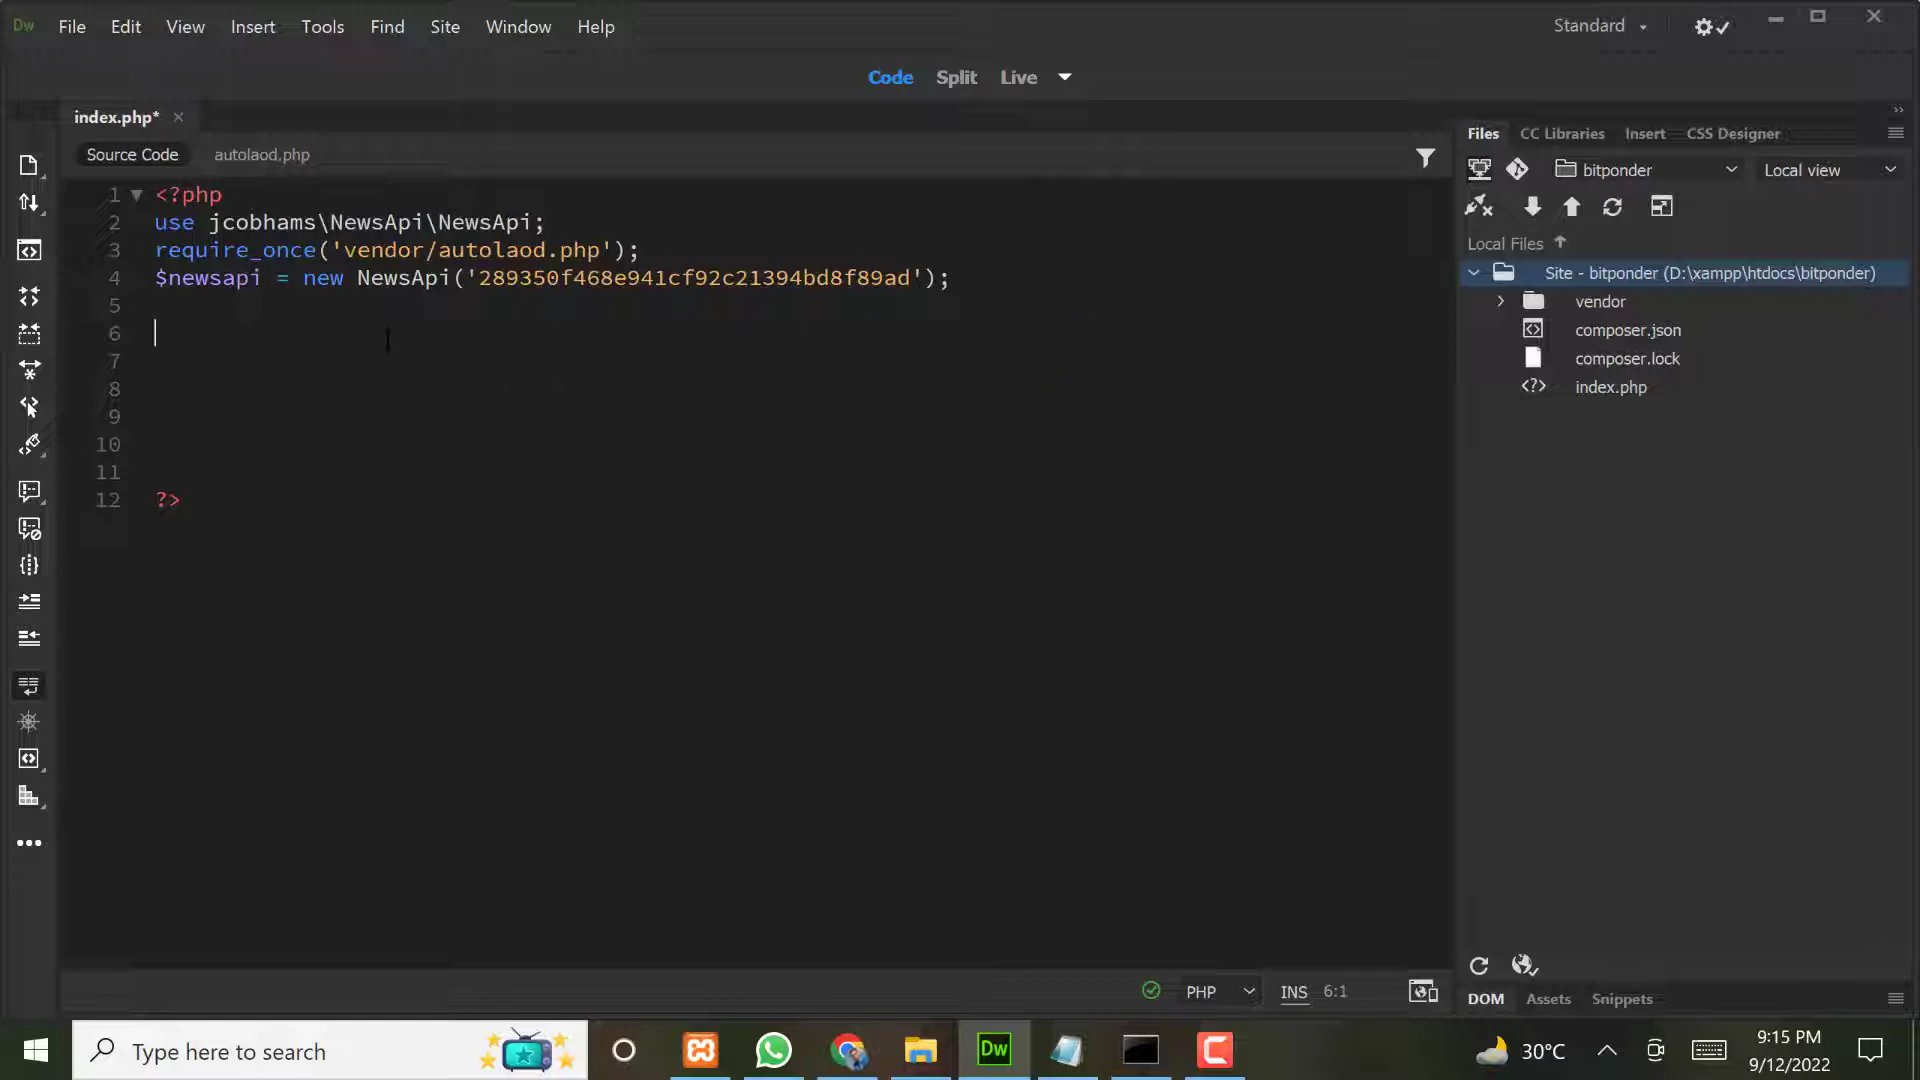 Dw File Edit View Insert Tools Find Site Window Help Standard
Code Split Live
index.php*
Source Code autolaod.php
1 <?php
2 use jcobhams\NewsApi\NewsApi;
3 require_once('vendor/autolaod.php');
4 $newsapi = new NewsApi('289350f468e941cf92c21394bd8f89ad');
5
6
7
8
9
10
11
12 ?>
Files CC Libraries Insert CSS Designer
bitponder Local view
Local Files
Site - bitponder (D:\xampp\htdocs\bitponder)
vendor
composer.json
composer.lock
index.php
PHP INS 6:1
DOM Assets Snippets
Type here to search
Dw
30°C
9:15 PM
9/12/2022